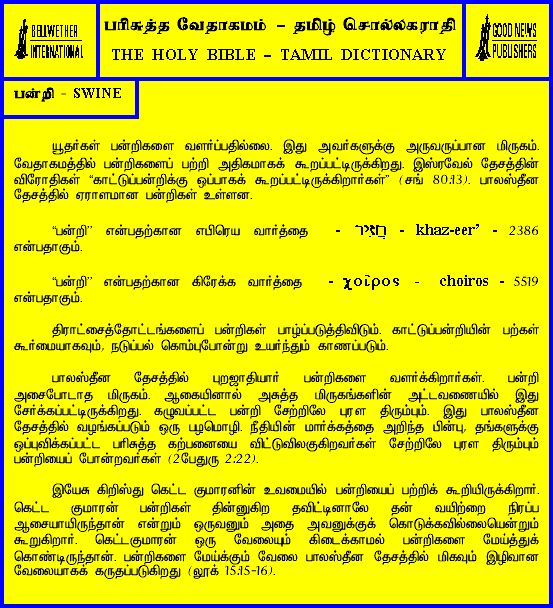 BELLWETHER
INTERNATIONAL
பரிசுத்த வேதாகமம் – தமிழ் சொல்லகராதி
THE HOLY BIBLE – TAMIL DICTIONARY
GOOD NEWS
PUBLISHERS
பன்றி - SWINE
யூதர்கள் பன்றிகளை வளர்ப்பதில்லை. இது அவர்களுக்கு அருவருப்பான மிருகம்.
வேதாகமத்தில் பன்றிகளைப் பற்றி அதிகமாகக் கூறப்பட்டிருக்கிறது. இஸ்ரவேல் தேசத்தின்
விரோதிகள் “காட்டுப்பன்றிக்கு ஒப்பாகக் கூறப்பட்டிருக்கிறார்கள்” (சங் 80:13). பாலஸ்தீன
தேசத்தில் ஏராளமான பன்றிகள் உள்ளன.
“பன்றி” என்பதற்கான எபிரெய வார்த்தை - חֲזִיר - khaz-eer’ - 2386
என்பதாகும்.
“பன்றி” என்பதற்கான கிரேக்க வார்த்தை - χοῖρος - choiros - 5519
என்பதாகும்.
திராட்சைத்தோட்டங்களைப் பன்றிகள் பாழ்ப்படுத்திவிடும். காட்டுப்பன்றியின் பற்கள்
கூர்மையாகவும், நடுப்பல் கொம்புபோன்று உயர்ந்தும் காணப்படும்.
பாலஸ்தீன தேசத்தில் புறஜாதியார் பன்றிகளை வளர்க்கிறார்கள். பன்றி
அசைபோடாத மிருகம். ஆகையினால் அசுத்த மிருகங்களின் அட்டவணையில் இது
சேர்க்கப்பட்டிருக்கிறது. கழுவப்பட்ட பன்றி சேற்றிலே புரள திரும்பும். இது பாலஸ்தீன
தேசத்தில் வழங்கப்படும் ஒரு பழமொழி. நீதியின் மார்க்கத்தை அறிந்த பின்பு, தங்களுக்கு
ஒப்புவிக்கப்பட்ட பரிசுத்த கற்பனையை விட்டுவிலகுகிறவர்கள் சேற்றிலே புரள திரும்பும்
பன்றியைப் போன்றவர்கள் (2பேதுரு 2:22).
இயேசு கிறிஸ்து கெட்ட குமாரனின் உவமையில் பன்றியைப் பற்றிக் கூறியிருக்கிறார்.
கெட்ட குமாரன் பன்றிகள் தின்னுகிற தவிட்டினாலே தன் வயிற்றை நிரப்ப
ஆசையாயிருந்தான் என்றும் ஒருவனும் அதை அவனுக்குக் கொடுக்கவில்லையென்றும்
கூறுகிறார். கெட்டகுமாரன் ஒரு வேலையும் கிடைக்காமல் பன்றிகளை மேய்த்துக்
கொண்டிருந்தான். பன்றிகளை மேய்க்கும் வேலை பாலஸ்தீன தேசத்தில் மிகவும் இழிவான
வேலையாகக் கருதப்படுகிறது (லூக் 15:15-16).